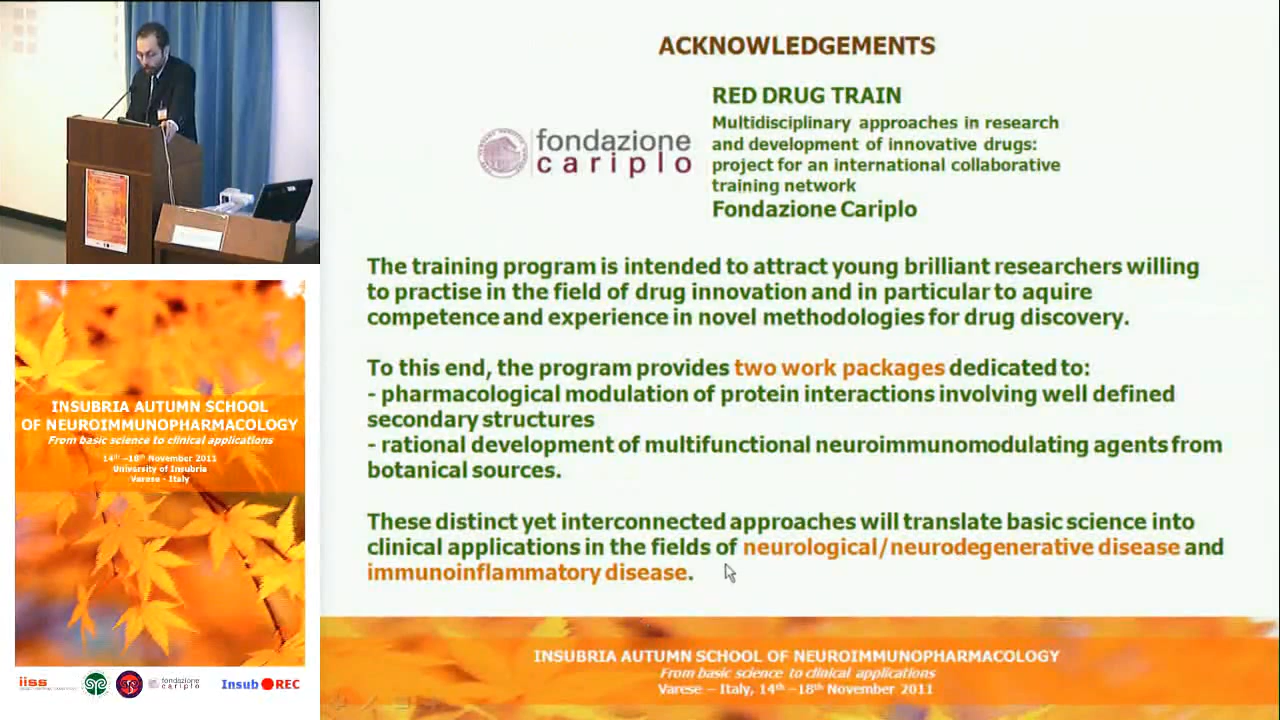 ACKNOWLEDGEMENTS
RED DRUG TRAIN
Multidisciplinary approaches in research
and development of innovative drugs:
project for an international collaborative
training network
Fondazione Cariplo
fondazione
cariplo
The training program is intended to attract young brilliant researchers willing
to practise in the field of drug innovation and in particular to aquire
competence and experience in novel methodologies for drug discovery.
To this end, the program provides two work packages dedicated to:
- pharmacological modulation of protein interactions involving well defined
secondary structures
- rational development of multifunctional neuroimmunomodulating agents from
botanical sources.
These distinct yet interconnected approaches will translate basic science into
clinical applications in the fields of neurological/neurodegenerative disease and
immunoinflammatory disease.
INSUBRIA AUTUMN SCHOOL OF NEUROIMMUNOPHARMACOLOGY
From basic science to clinical applications
Varese – Italy, 14th –18th November 2011
INSUBRIA AUTUMN SCHOOL
OF NEUROIMMUNOPHARMACOLOGY
From basic science to clinical applications
14th –18th November 2011
University of Insubria
Varese - Italy
iiss
fondazione
cariplo
Insub REC